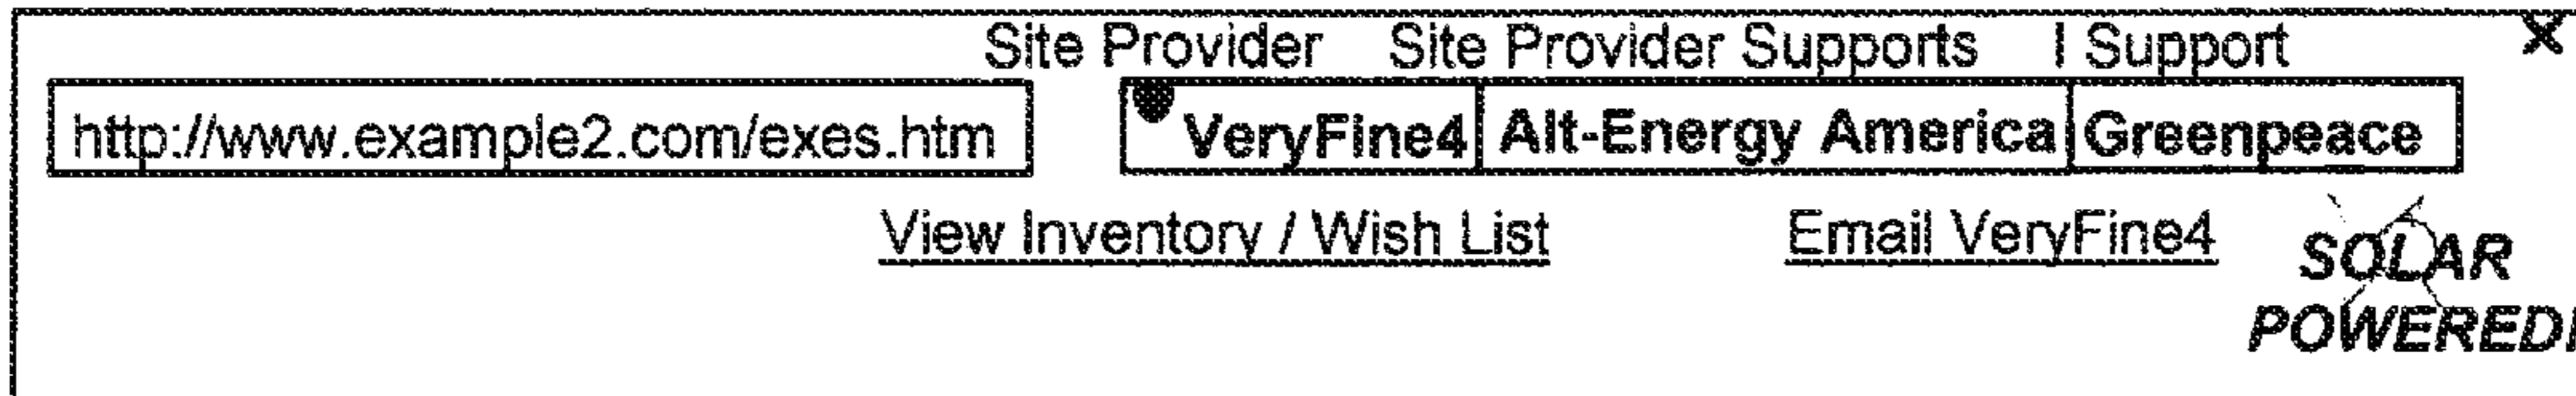 Site Provider Site Provider Supports I Support X
http://www.example2.com/exes.htm VeryFine4 Alt-Energy America Greenpeace
View Inventory / Wish List Email VeryFine4
SOLAR
POWERED!